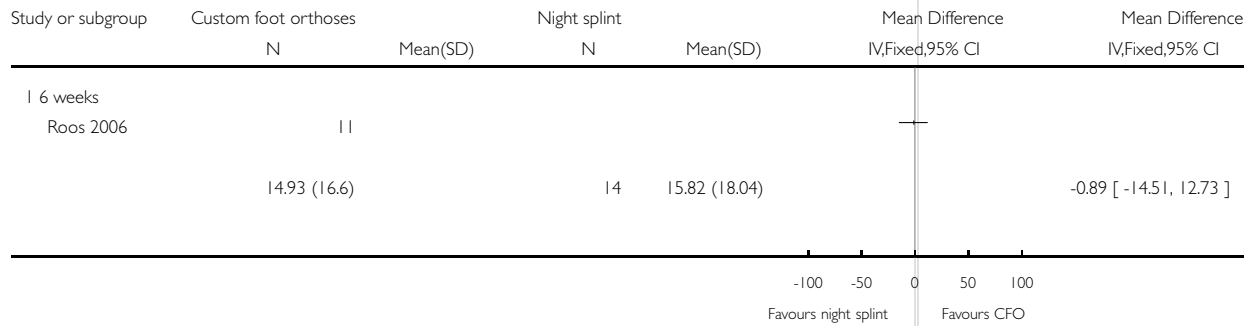 Study or subgroup Custom foot orthoses Night splint Mean Difference Mean Difference
N Mean(SD) N Mean(SD) IV,Fixed,95% CI IV,Fixed,95% CI
1 6 weeks
Roos 2006 11
14.93 (16.6) 14 15.82 (18.04) -0.89 [ -14.51, 12.73 ]
-100 -50 0 50 100
Favours night splint Favours CFO